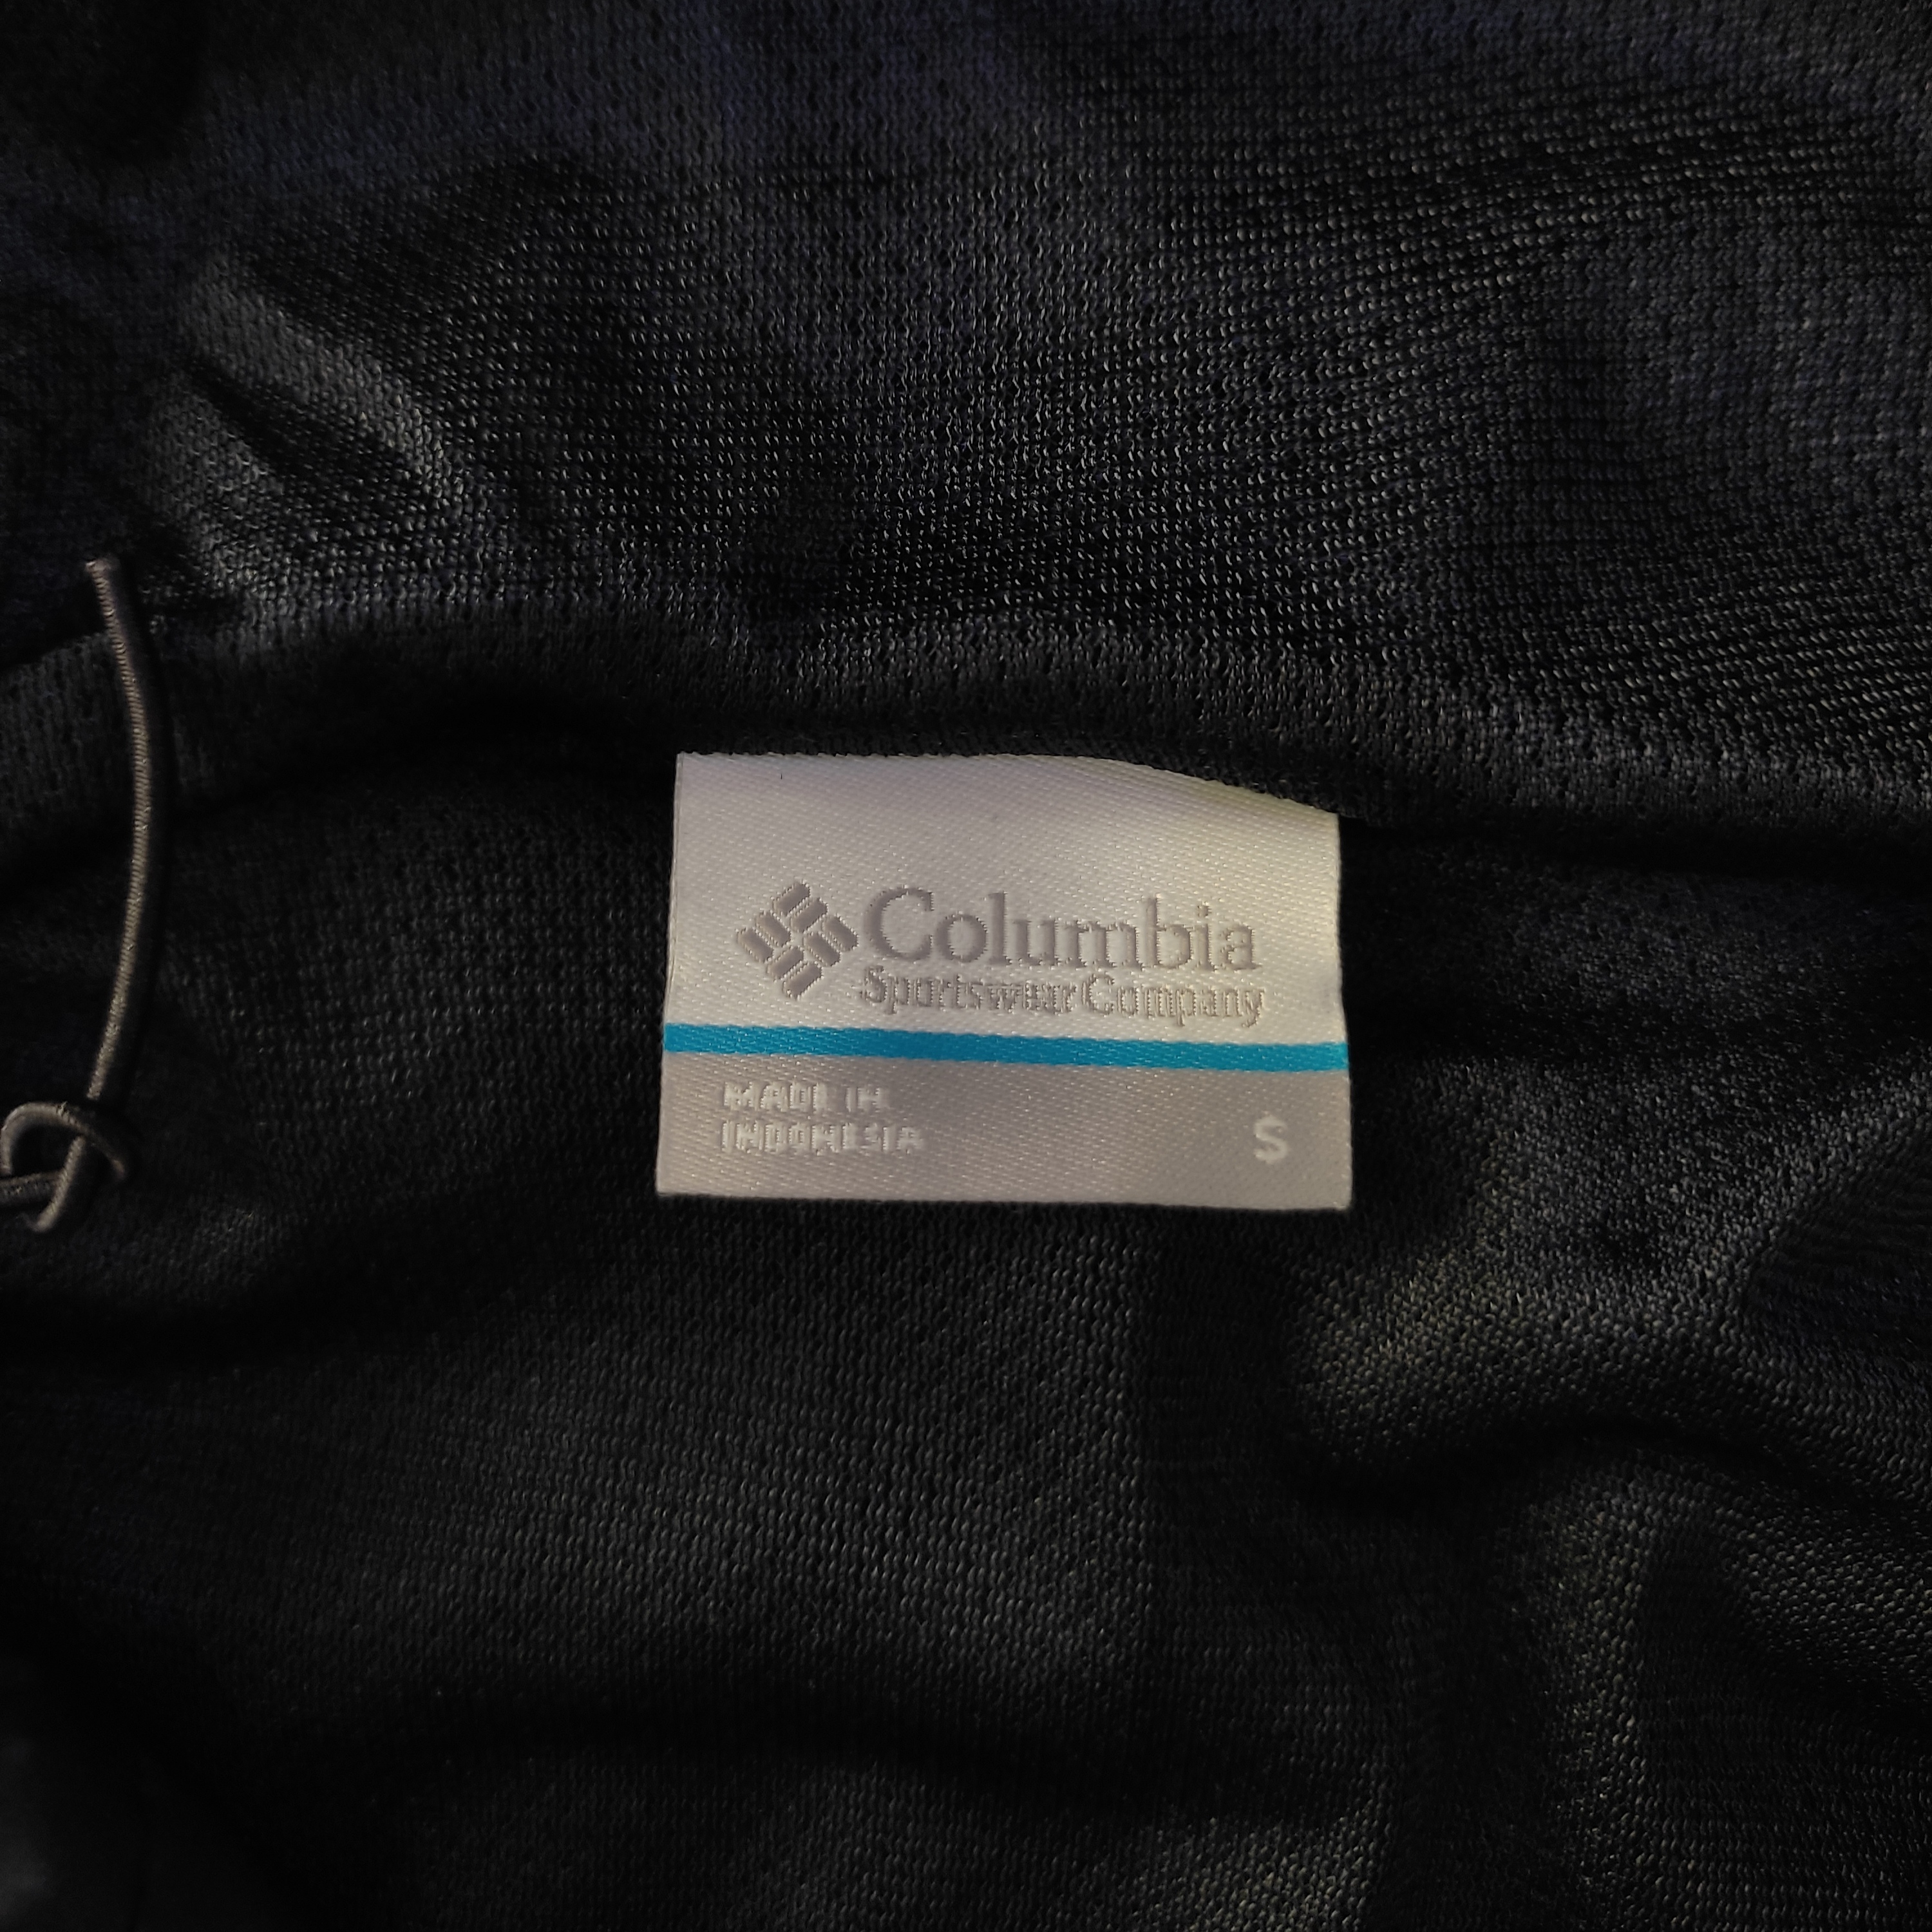 Columbia
Sportswear Company
MADE IN
INDONESIA
S